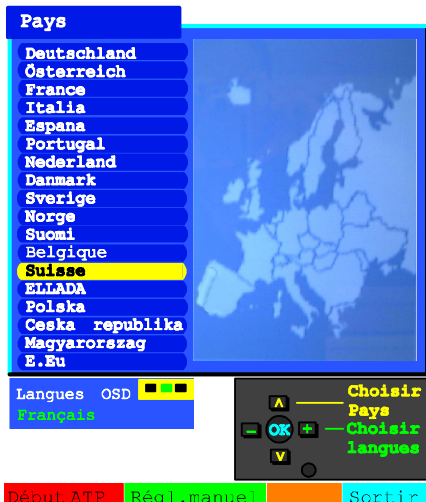 Pays
Deutschland
Österreich
France
Italia
Espana
Portugal
Nederland
Danmark
Sverige
Norge
Suomi
Belgique
Suisse
ELLADA
Polska
Ceska republika
Magyarorszag
E.Eu
Langues OSD
Français
Choisir
Pays
OK
Choisir
langues
Début ATP Régl.manuel Sortir